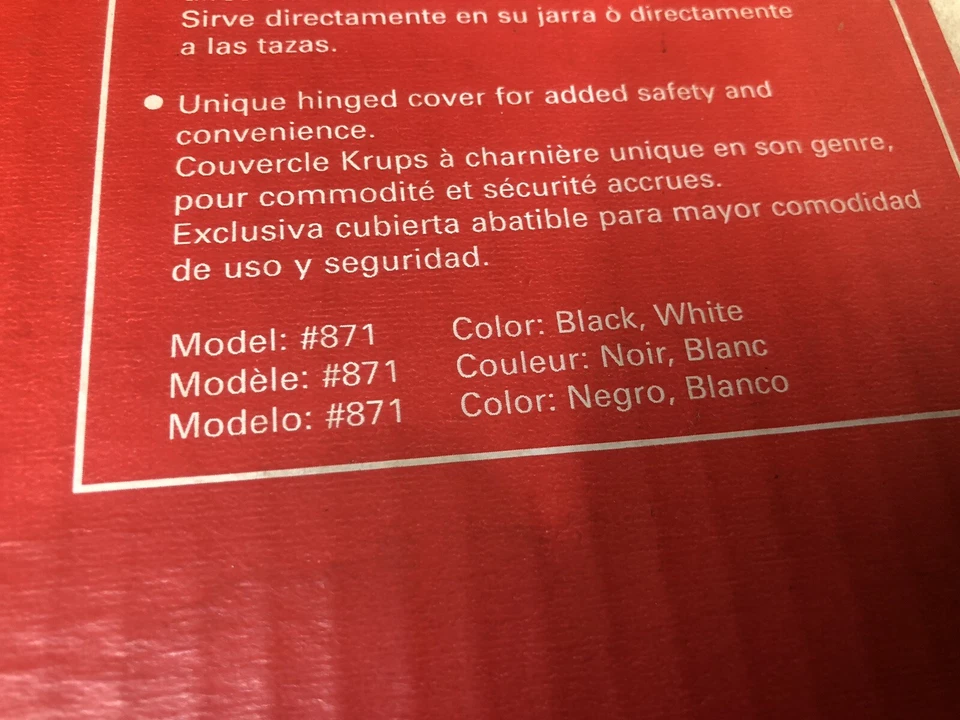 Sirve directamente en su jarra ò directamente
a las tazas.
● Unique hinged cover for added safety and
convenience.
Couvercle Krups à charnière unique en son genre,
pour commodité et sécurité accrues.
Exclusiva cubierta abatible para mayor comodidad
de uso y seguridad.
Model: #871 Color: Black, White
Modèle: #871 Couleur: Noir, Blanc
Modelo: #871 Color: Negro, Blanco